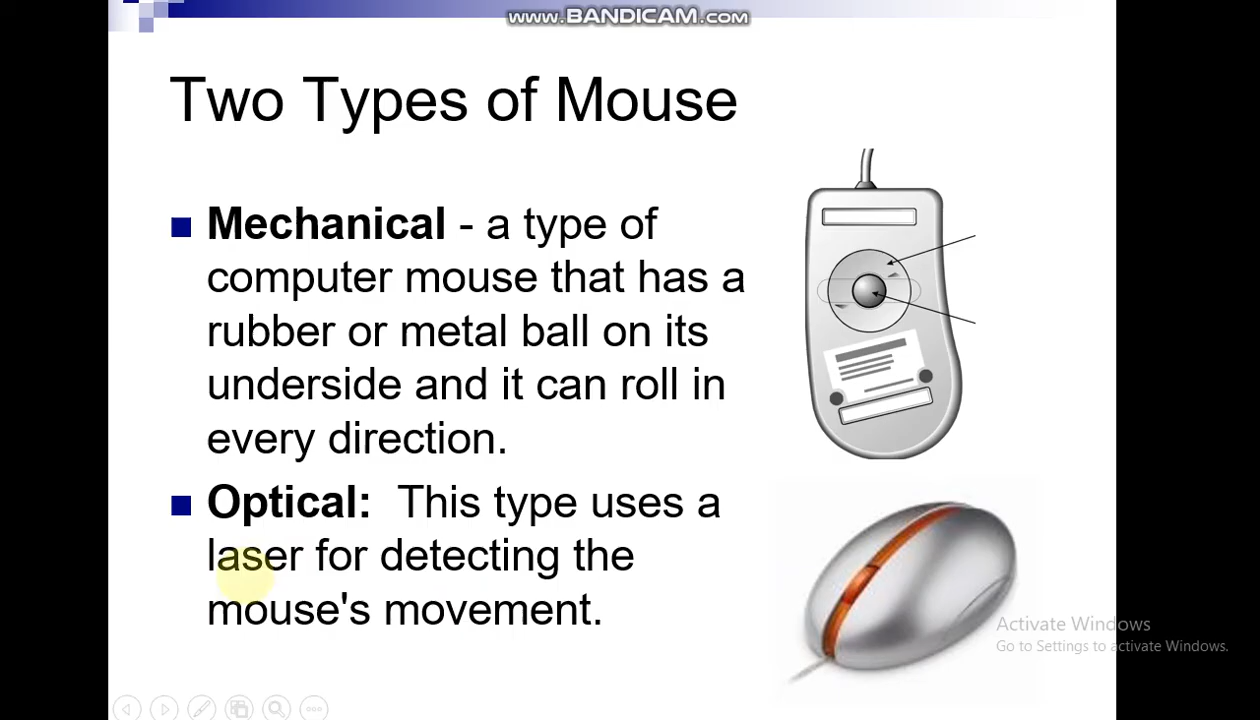 www.BANDICAM.com
Two Types of Mouse
Mechanical - a type of
computer mouse that has a
rubber or metal ball on its
underside and it can roll in
every direction.
Optical: This type uses a
laser for detecting the
mouse's movement.
Activate Windows
Go to Settings to activate Windows.